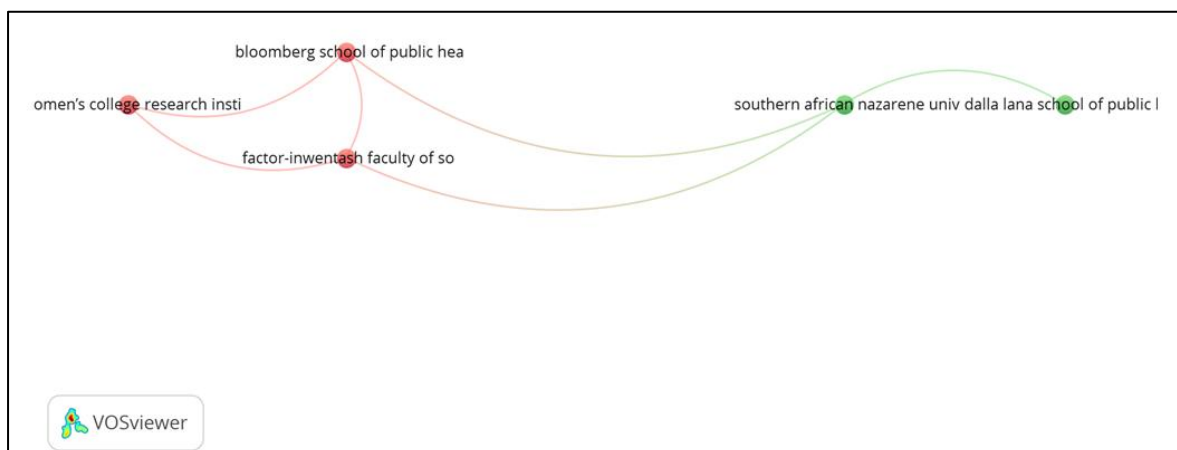 bloomberg school of public hea
omen's college research insti
southern african nazarene univ dalla lana school of public l
factor-inwentash faculty of so
VOSviewer